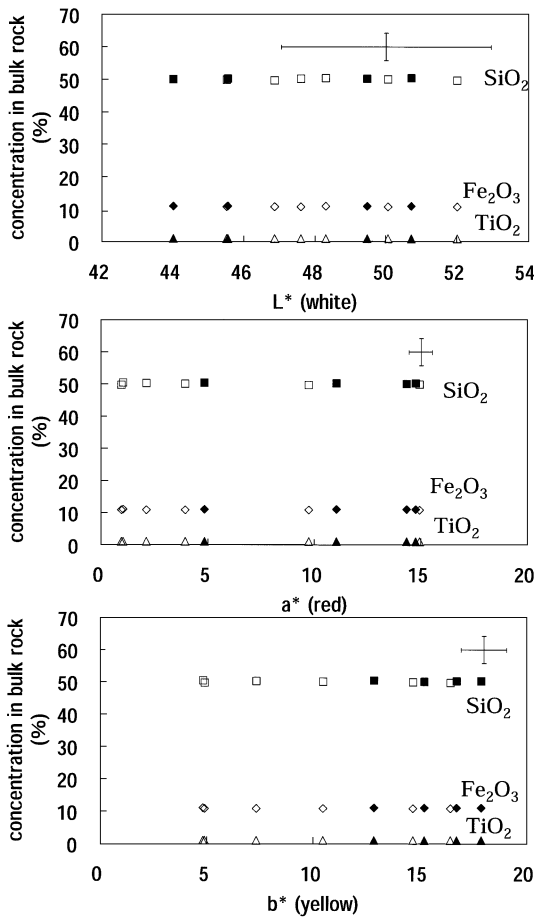 concentration in bulk rock
(%)
70
60
50
40
30
20
10
0
SiO2
Fe2O3
TiO2
42 44 46 48 50 52 54
L* (white)
concentration in bulk rock
(%)
70
60
50
40
30
20
10
0
SiO2
Fe2O3
TiO2
0 5 10 15 20
a* (red)
concentration in bulk rock
(%)
70
60
50
40
30
20
10
0
SiO2
Fe2O3
TiO2
0 5 10 15 20
b* (yellow)